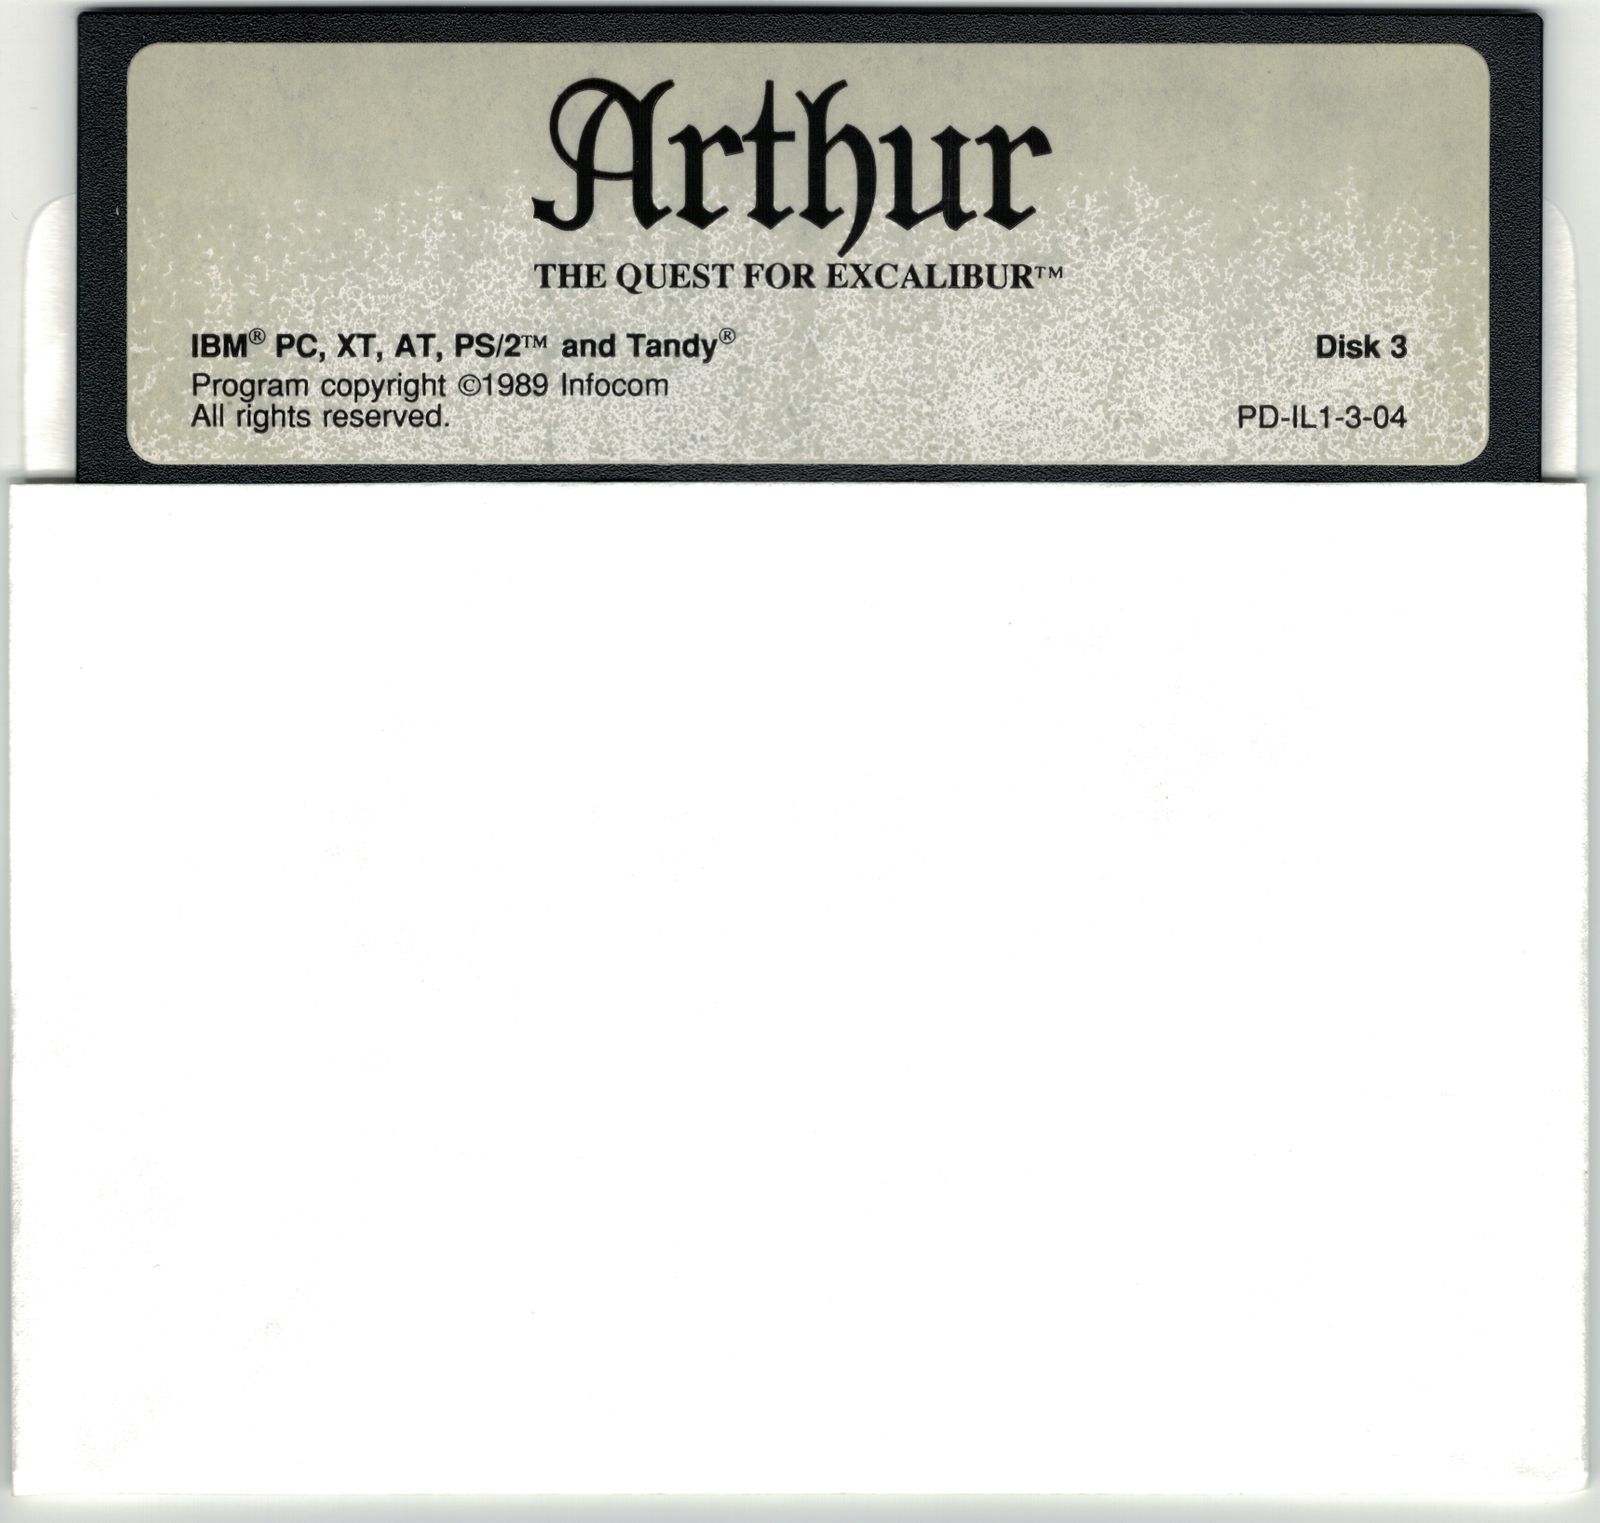 Arthur
THE QUEST FOR EXCALIBUR™
IBM® PC, XT, AT, PS/2™ and Tandy®
Disk 3
Program copyright ©1989 Infocom
All rights reserved.
PD-IL1-3-04